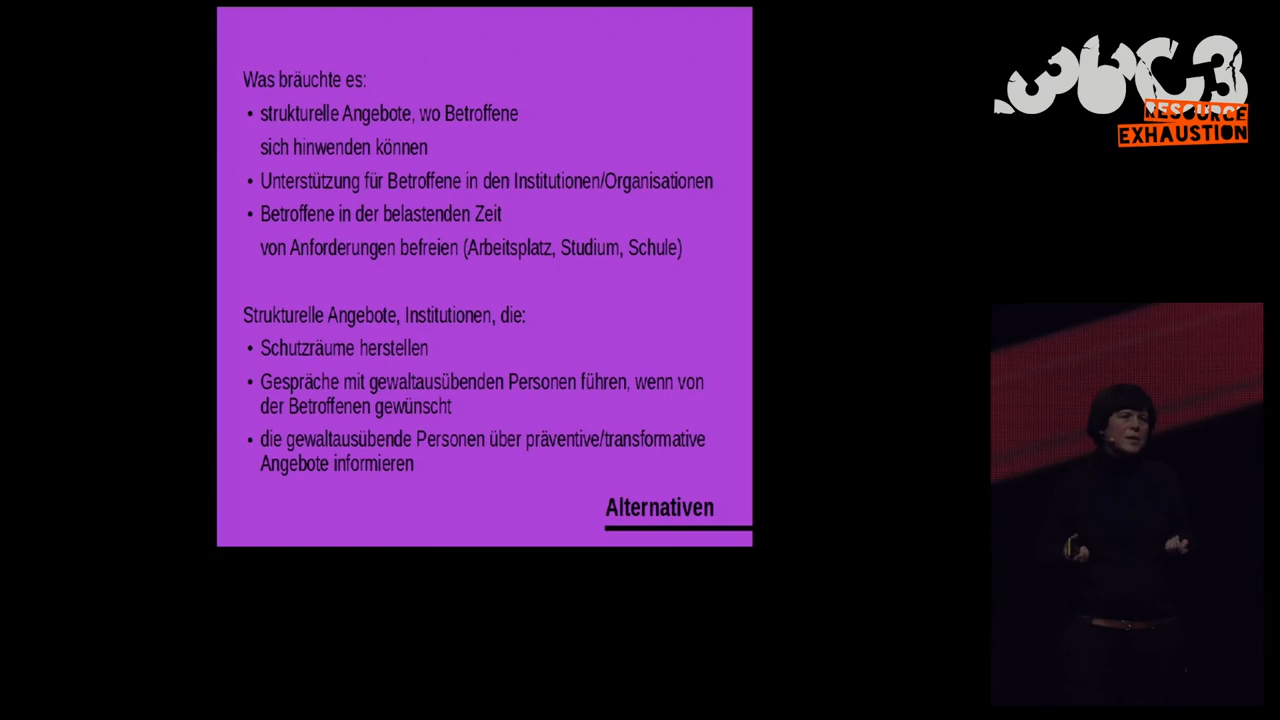 36C3
RESOURCE
EXHAUSTION
Was bräuchte es:
• strukturelle Angebote, wo Betroffene
sich hinwenden können
• Unterstützung für Betroffene in den Institutionen/Organisationen
• Betroffene in der belastenden Zeit
von Anforderungen befreien (Arbeitsplatz, Studium, Schule)
Strukturelle Angebote, Institutionen, die:
• Schutzräume herstellen
• Gespräche mit gewaltausübenden Personen führen, wenn von
der Betroffenen gewünscht
• die gewaltausübende Personen über präventive/transformative
Angebote informieren
Alternativen